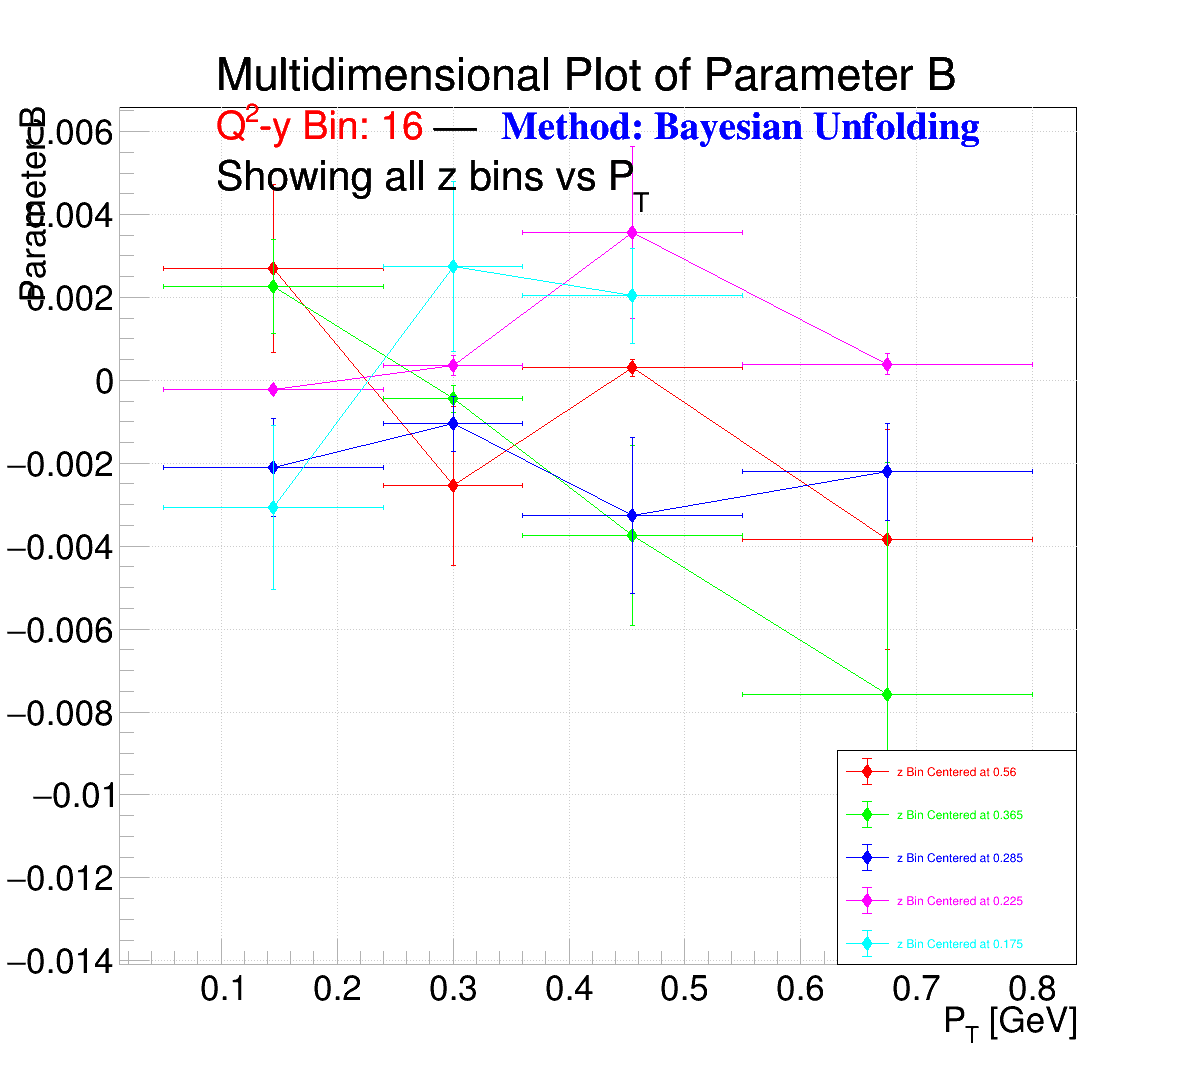 Multidimensional Plot of Parameter B
Q²-y Bin: 16 — Method: Bayesian Unfolding
Showing all z bins vs P_T
Parameter B
0.006
0.004
0.002
0
−0.002
−0.004
−0.006
−0.008
−0.01
−0.012
−0.014
0.1 0.2 0.3 0.4 0.5 0.6 0.7 0.8
P_T [GeV]
z Bin Centered at 0.56
z Bin Centered at 0.365
z Bin Centered at 0.285
z Bin Centered at 0.225
z Bin Centered at 0.175